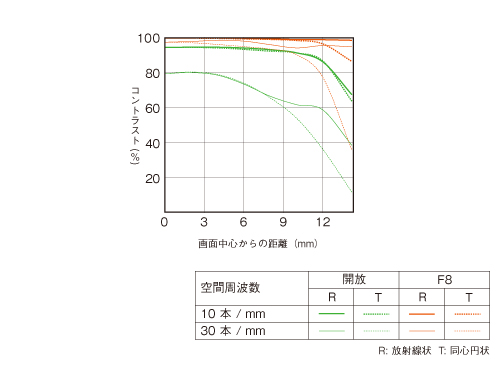 100
80
60
40
20
コントラスト(%)
0 3 6 9 12
画面中心からの距離 (mm)
空間周波数 開放 F8
R T R T
10 本 / mm
30 本 / mm
R: 放射線状 T: 同心円状